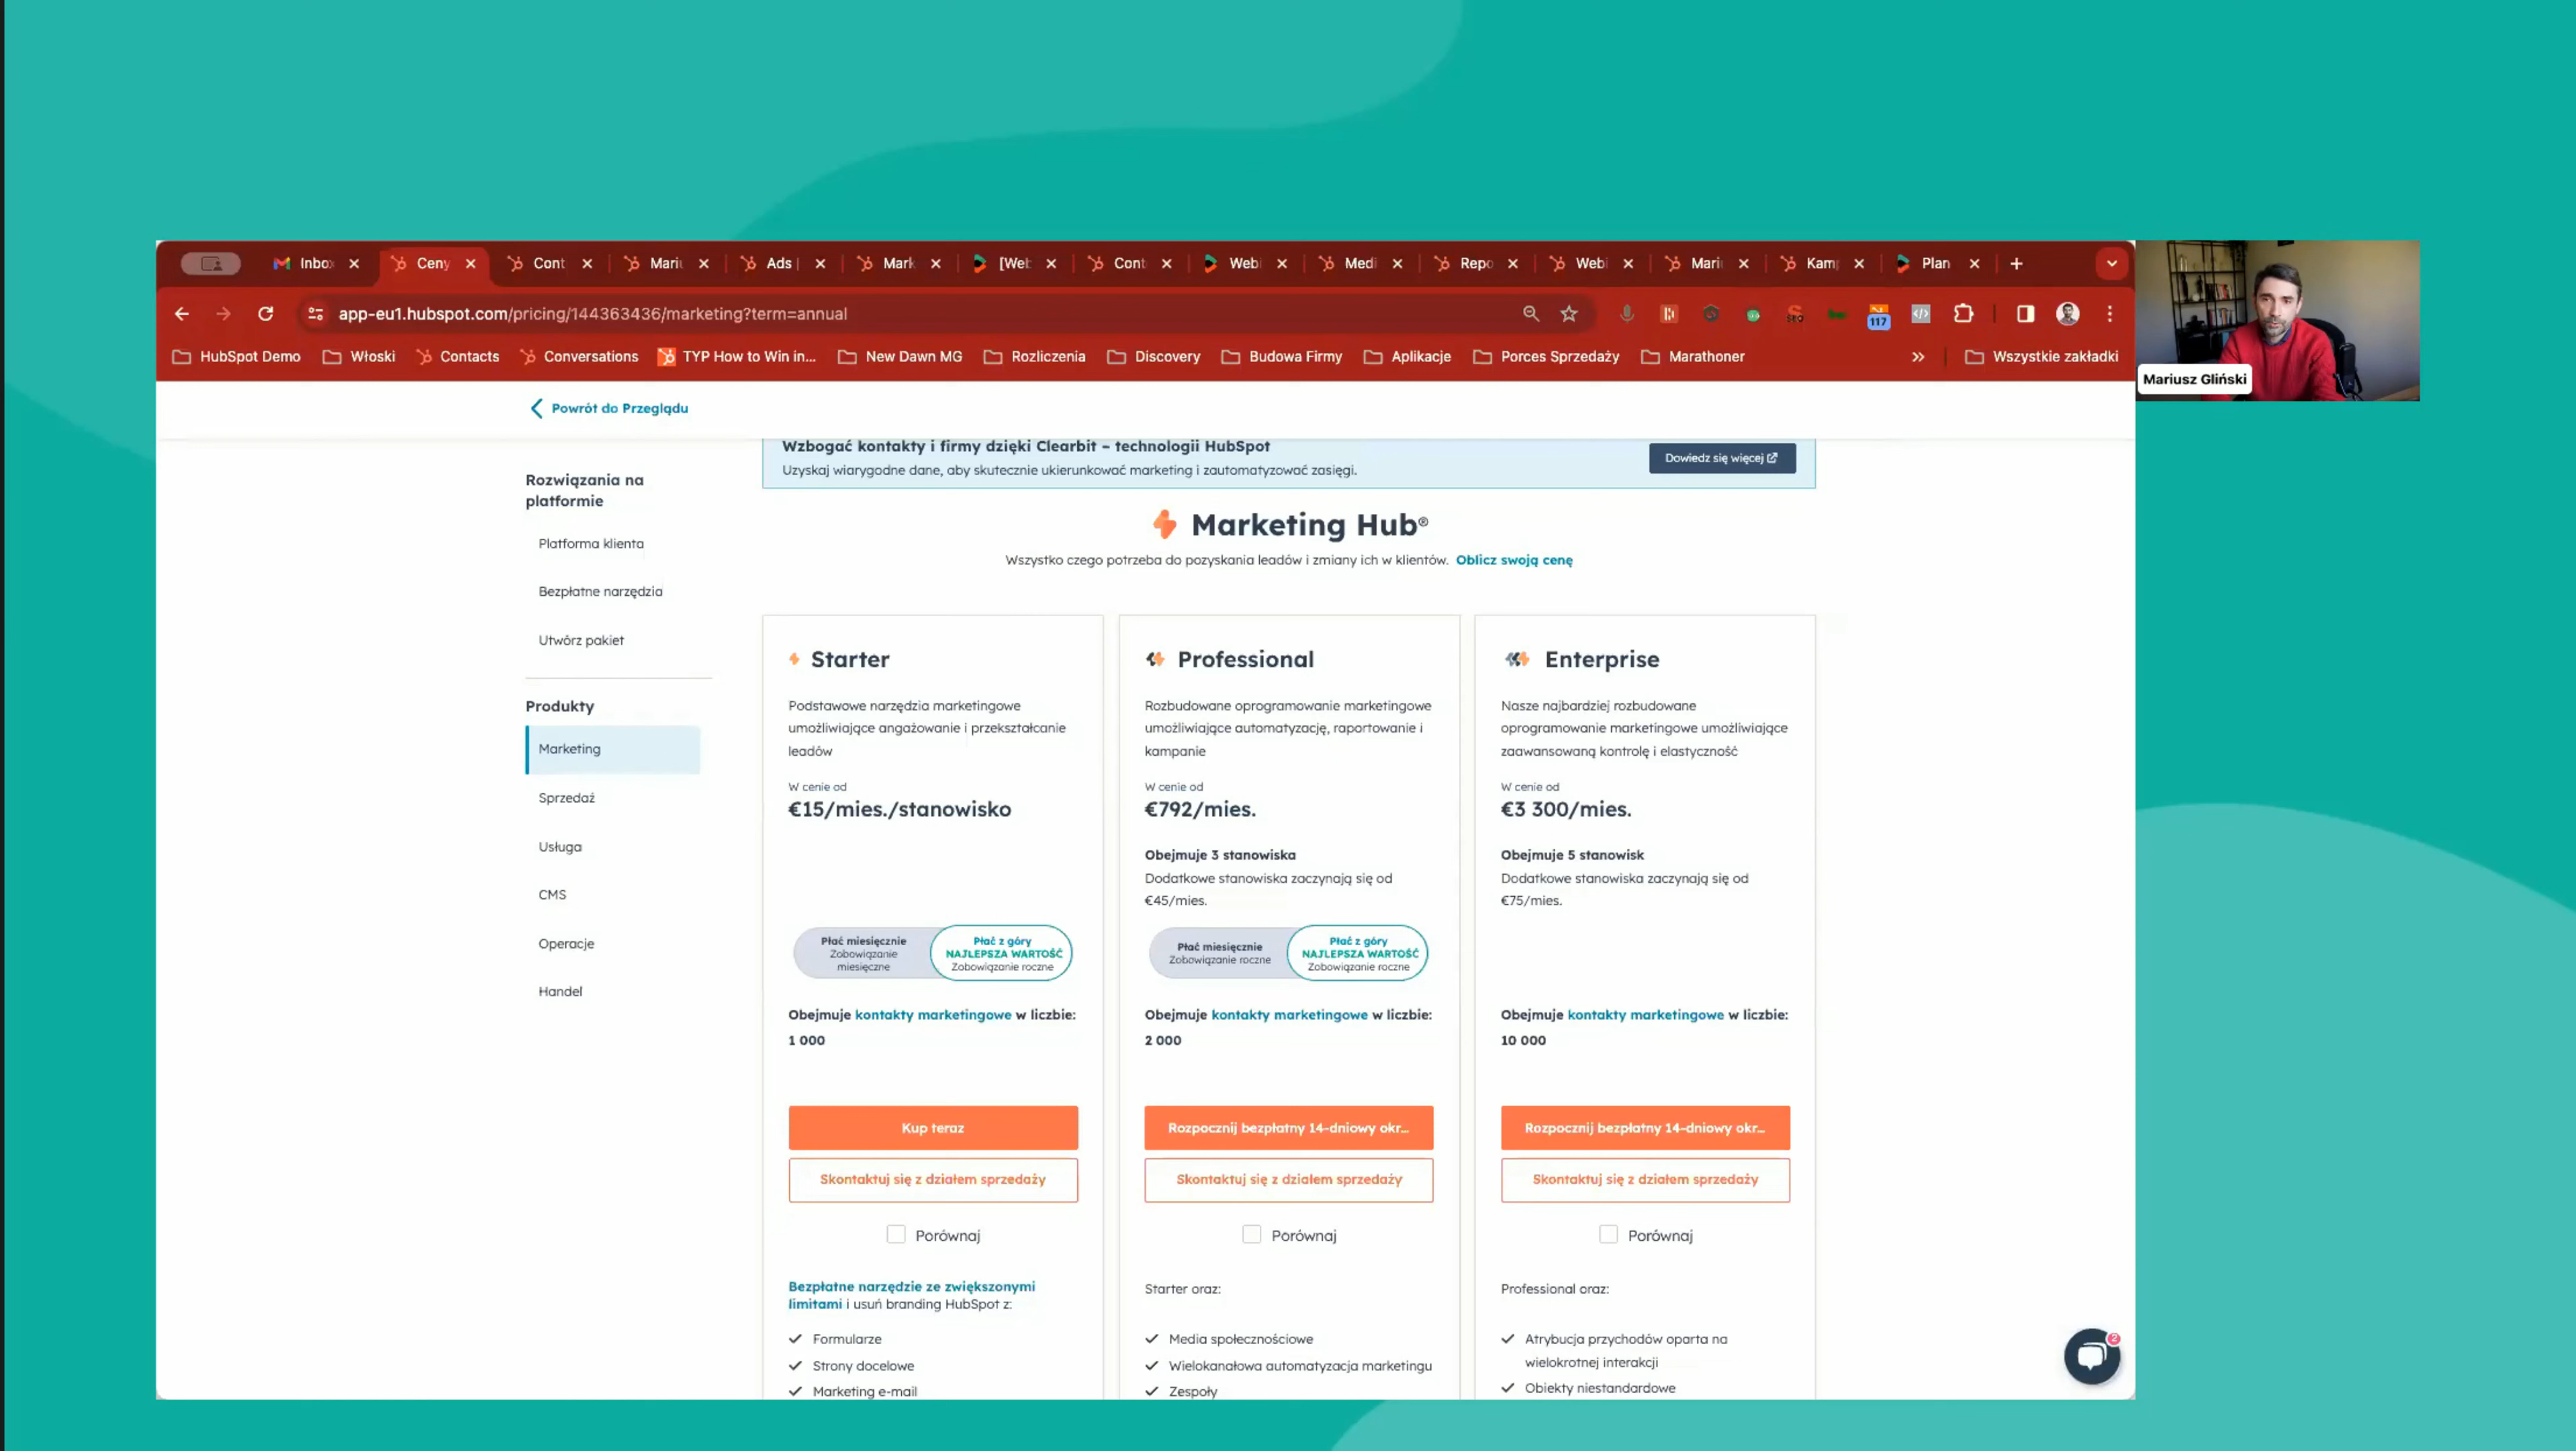 Inbo
Ceny
Cont
Mari
Ads |
Mark
[Web
Cont
Webi
Medi
Repo
Webi
Mari
Kamp
Plan
app-eu1.hubspot.com/pricing/144363436/marketing?term=annual
117
HubSpot Demo
Włoski
Contacts
Conversations
TYP How to Win in...
New Dawn MG
Rozliczenia
Discovery
Budowa Firmy
Aplikacje
Porces Sprzedaży
Marathoner
Wszystkie zakładki
Mariusz Gliński
Powrót do Przeglądu
Wzbogać kontakty i firmy dzięki Clearbit – technologii HubSpot
Uzyskaj wiarygodne dane, aby skutecznie ukierunkować marketing i zautomatyzować zasięgi.
Dowiedz się więcej
Rozwiązania na
platformie
Platforma klienta
Bezpłatne narzędzia
Utwórz pakiet
Produkty
Marketing
Sprzedaż
Usługa
CMS
Operacje
Handel
Marketing Hub®
Wszystko czego potrzeba do pozyskania leadów i zmiany ich w klientów. Oblicz swoją cenę
Starter
Podstawowe narzędzia marketingowe
umożliwiające angażowanie i przekształcanie
leadów
W cenie od
€15/mies./stanowisko
Płać miesięcznie
Zobowiązanie
miesięczne
Płać z góry
NAJLEPSZA WARTOŚĆ
Zobowiązanie roczne
Obejmuje kontakty marketingowe w liczbie:
1 000
Kup teraz
Skontaktuj się z działem sprzedaży
Porównaj
Bezpłatne narzędzie ze zwiększonymi
limitami i usuń branding HubSpot z:
Formularze
Strony docelowe
Marketing e-mail
Professional
Rozbudowane oprogramowanie marketingowe
umożliwiające automatyzację, raportowanie i
kampanie
W cenie od
€792/mies.
Obejmuje 3 stanowiska
Dodatkowe stanowiska zaczynają się od
€45/mies.
Płać miesięcznie
Zobowiązanie roczne
Płać z góry
NAJLEPSZA WARTOŚĆ
Zobowiązanie roczne
Obejmuje kontakty marketingowe w liczbie:
2 000
Rozpocznij bezpłatny 14-dniowy okr...
Skontaktuj się z działem sprzedaży
Porównaj
Starter oraz:
Media społecznościowe
Wielokanałowa automatyzacja marketingu
Zespoły
Enterprise
Nasze najbardziej rozbudowane
oprogramowanie marketingowe umożliwiające
zaawansowaną kontrolę i elastyczność
W cenie od
€3 300/mies.
Obejmuje 5 stanowisk
Dodatkowe stanowiska zaczynają się od
€75/mies.
Obejmuje kontakty marketingowe w liczbie:
10 000
Rozpocznij bezpłatny 14-dniowy okr...
Skontaktuj się z działem sprzedaży
Porównaj
Professional oraz:
Atrybucja przychodów oparta na
wielokrotnej interakcji
Obiekty niestandardowe
2